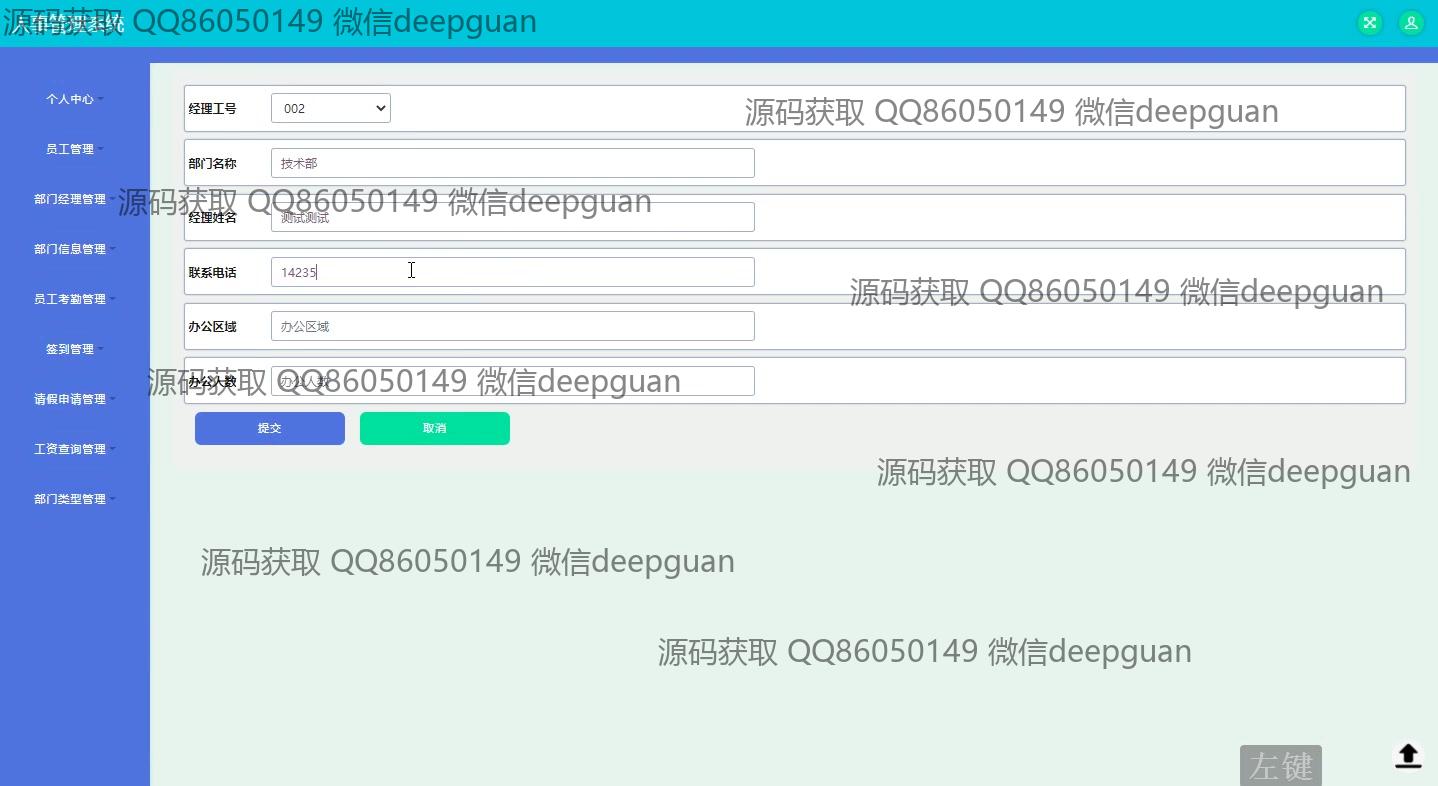 人事管理系统
源码获取 QQ86050149 微信deepguan
个人中心
员工管理
部门经理管理
部门信息管理
员工考勤管理
签到管理
请假申请管理
工资查询管理
部门类型管理
经理工号 002
源码获取 QQ86050149 微信deepguan
部门名称 技术部
源码获取 QQ86050149 微信deepguan
经理姓名 测试测试
联系电话 14235
源码获取 QQ86050149 微信deepguan
办公区域 办公区域
办公人数 办公人数
源码获取 QQ86050149 微信deepguan
提交 取消
源码获取 QQ86050149 微信deepguan
源码获取 QQ86050149 微信deepguan
源码获取 QQ86050149 微信deepguan
左键